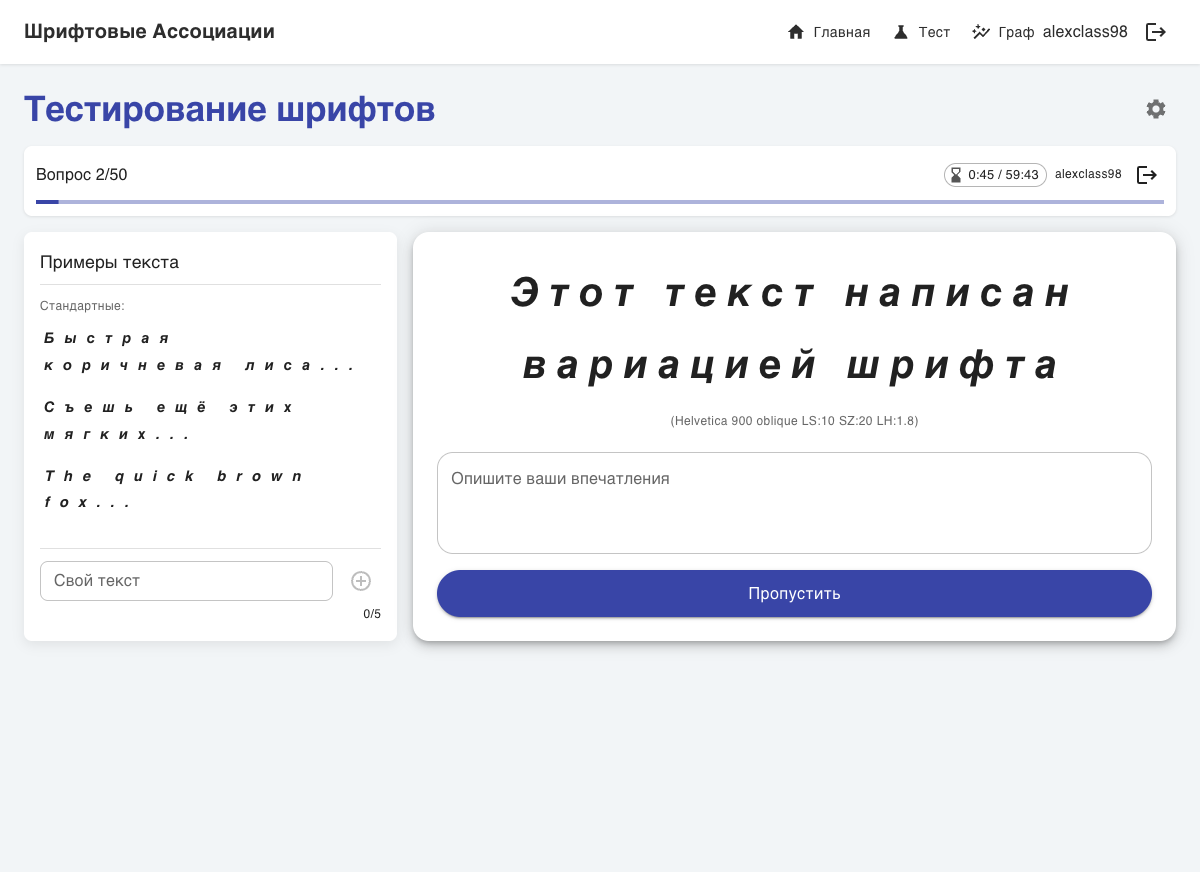 Шрифтовые Ассоциации
Главная
Тест
Граф
alexclass98
Тестирование шрифтов
Вопрос 2/50
0:45 / 59:43
alexclass98
Примеры текста
Стандартные:
Быстрая
коричневая лиса...
Съешь ещё этих
мягких...
The quick brown
fox...
Свой текст
0/5
Этот текст написан
вариацией шрифта
(Helvetica 900 oblique LS:10 SZ:20 LH:1.8)
Опишите ваши впечатления
Пропустить